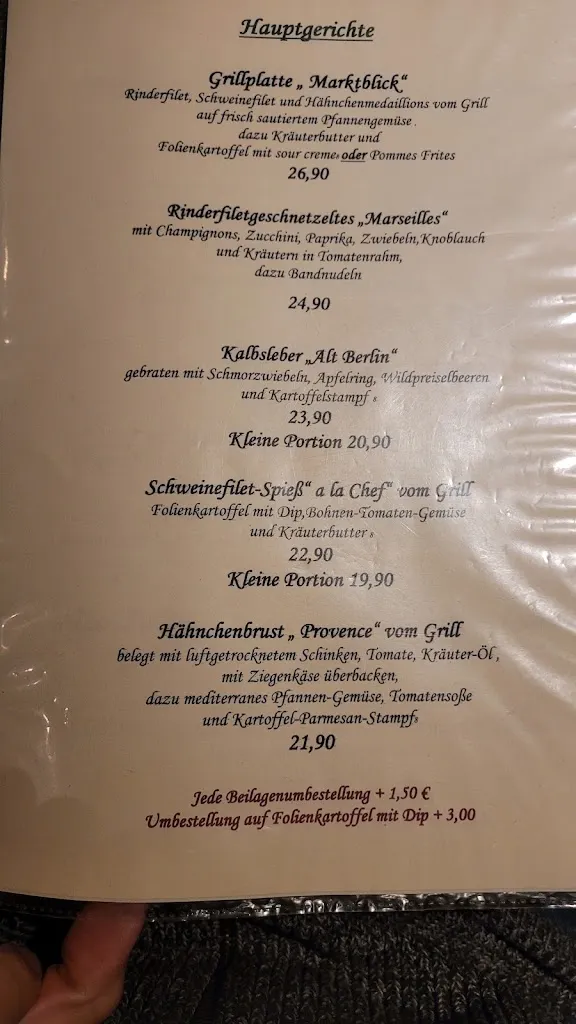 Hauptgerichte
Grillplatte „ Marktblick“
Rinderfilet, Schweinefilet und Hähnchenmedaillions vom Grill
auf frisch sautiertem Pfannengemüse .
dazu Kräuterbutter und
Folienkartoffel mit sour creme oder Pommes Frites
26,90
Rinderfiletgeschnetzeltes „Marseilles“
mit Champignons, Zucchini, Paprika, Zwiebeln,Knoblauch
und Kräutern in Tomatenrahm,
dazu Bandnudeln
24,90
Kalbsleber „Alt Berlin“
gebraten mit Schmorzwiebeln, Apfelring, Wildpreiselbeeren
und Kartoffelstampf
23,90
Kleine Portion 20,90
Schweinefilet-Spieß“ a la Chef“ vom Grill
Folienkartoffel mit Dip,Bohnen-Tomaten-Gemüse
und Kräuterbutter
22,90
Kleine Portion 19,90
Hähnchenbrust „ Provence“ vom Grill
belegt mit luftgetrocknetem Schinken, Tomate, Kräuter-Öl ,
mit Ziegenkäse überbacken,
dazu mediterranes Pfannen-Gemüse, Tomatensoße
und Kartoffel-Parmesan-Stampf
21,90
Jede Beilagenumbestellung + 1,50 €
Umbestellung auf Folienkartoffel mit Dip + 3,00